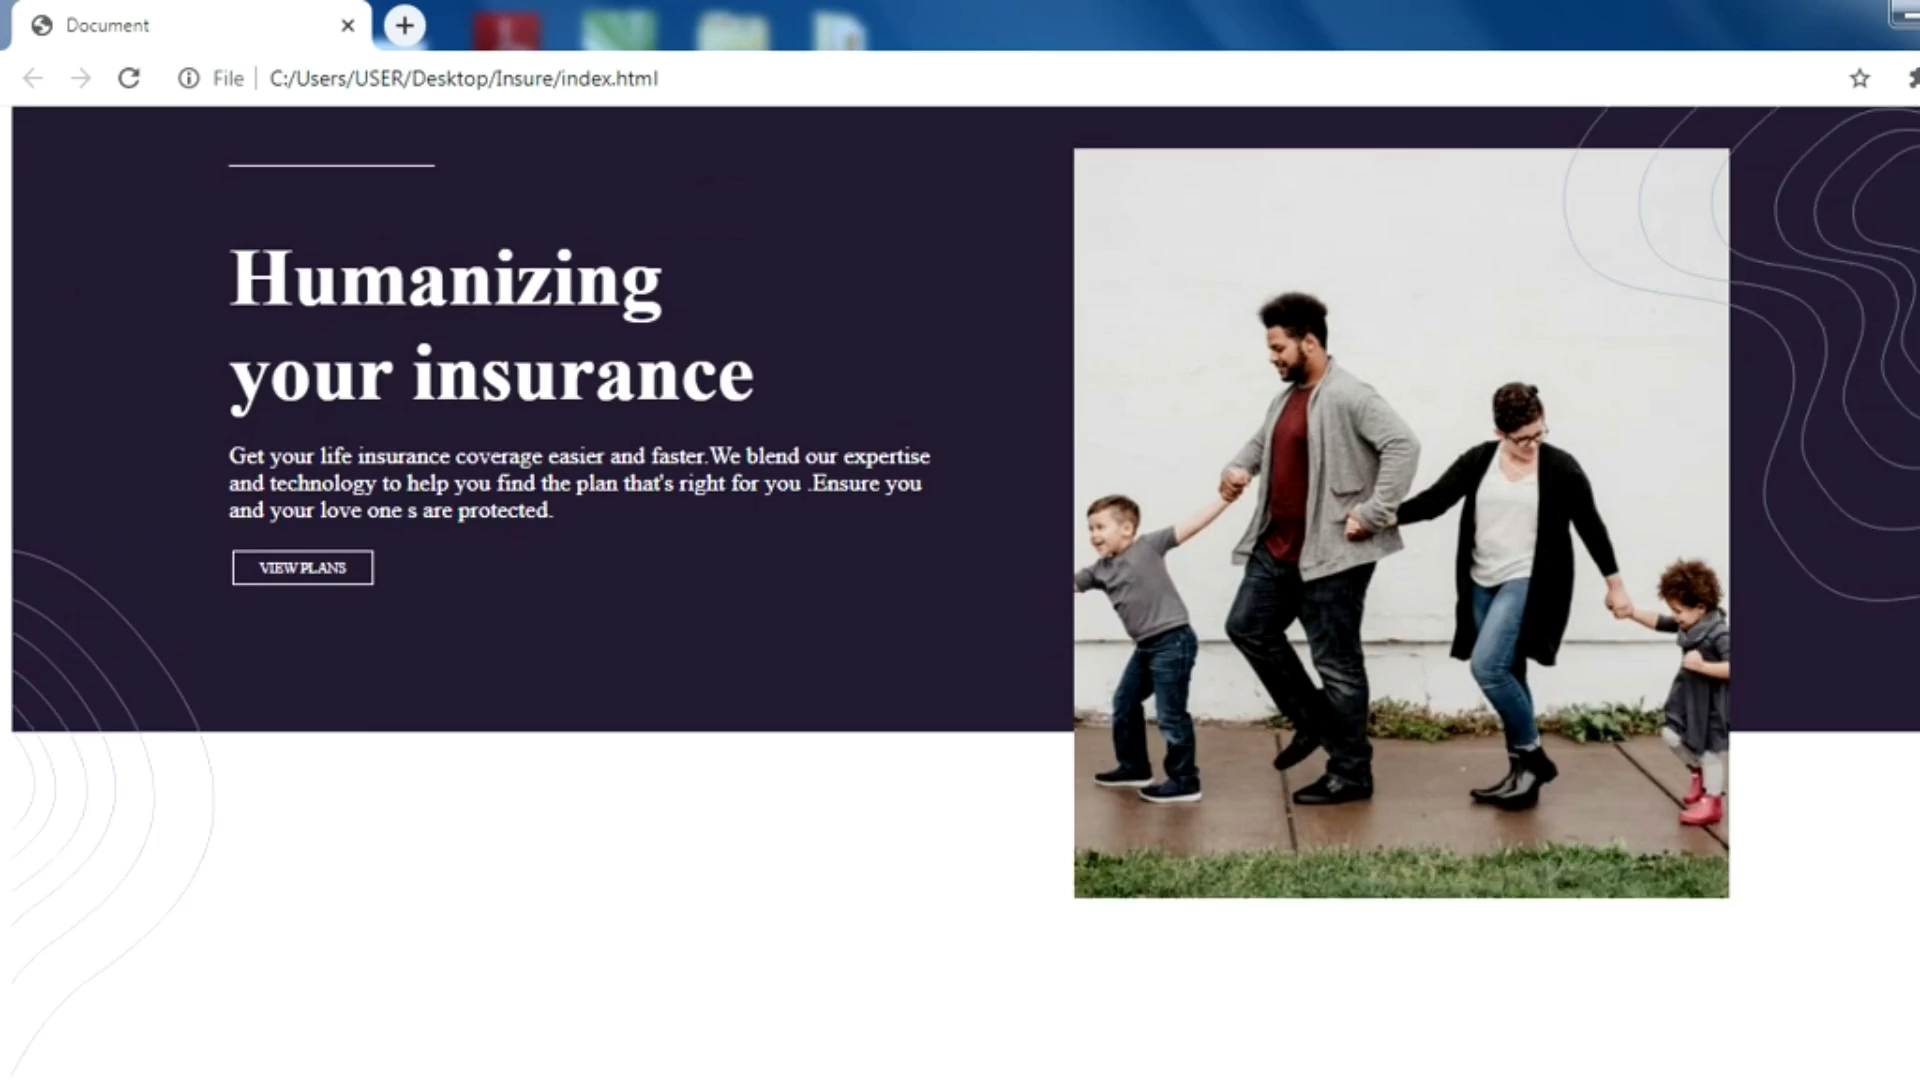 Document
File C:/Users/USER/Desktop/Insure/index.html
Humanizing
your insurance
Get your life insurance coverage easier and faster.We blend our expertise
and technology to help you find the plan that's right for you .Ensure you
and your love one s are protected.
VIEW PLANS